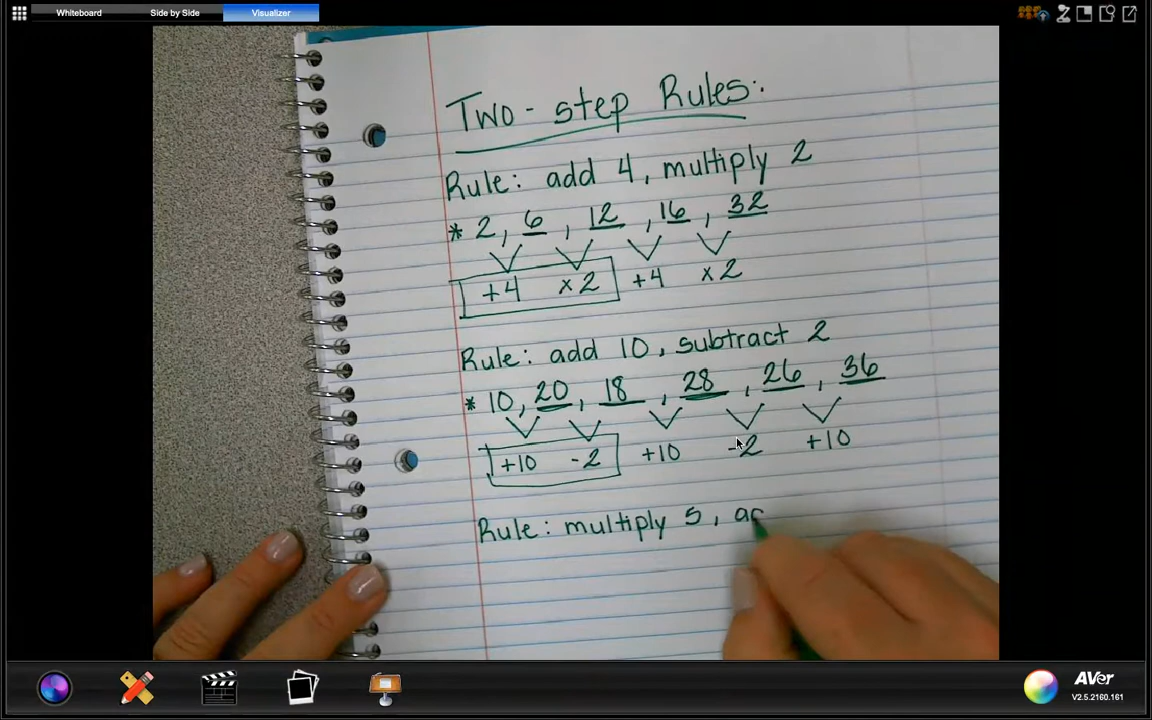 Whiteboard Side by Side Visualizer
Two-step Rules:
Rule: add 4, multiply 2
* 2, 6, 12, 16, 32
+4 x2 +4 x2
Rule: add 10, subtract 2
* 10, 20, 18, 28, 26, 36
+10 -2 +10 -2 +10
Rule: multiply 5, ad
AVer
V2.5.2160.161